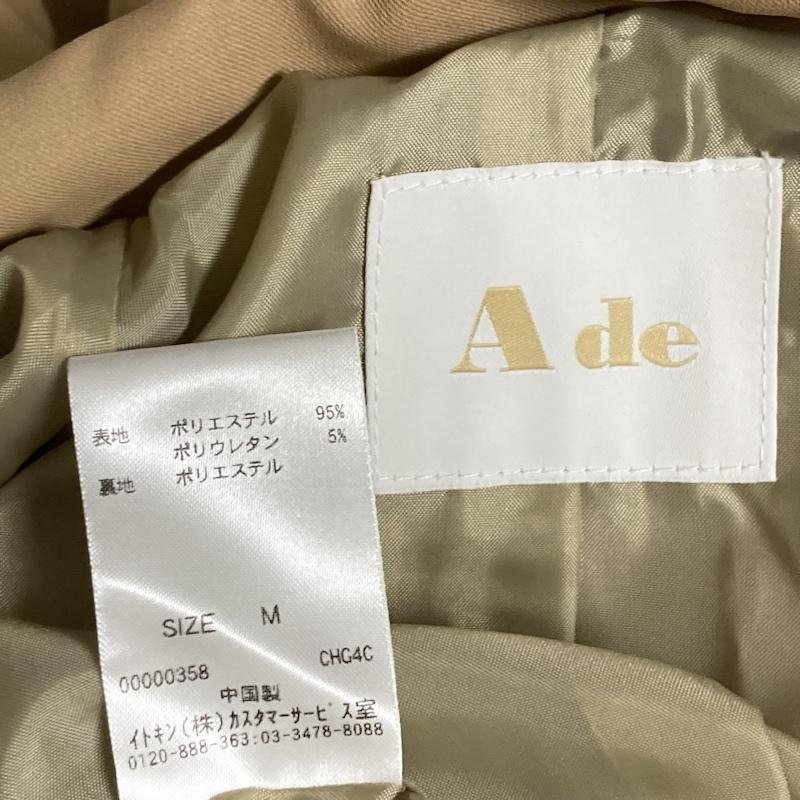 A de
表地 ポリエステル 95%
ポリウレタン 5%
裏地 ポリエステル
SIZE M
00000358 CHG4C
中国製
イトキン(株)カスタマーサービス室
0120-888-363:03-3478-8088